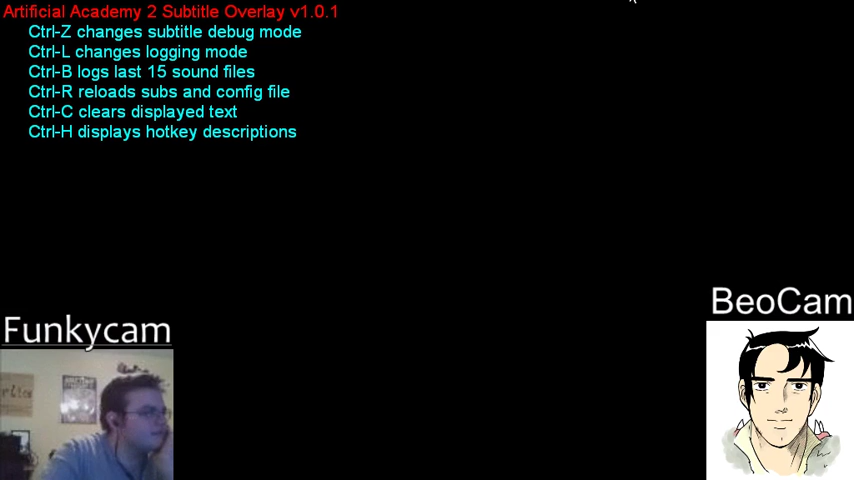 Artificial Academy 2 Subtitle Overlay v1.0.1
Ctrl-Z changes subtitle debug mode
Ctrl-L changes logging mode
Ctrl-B logs last 15 sound files
Ctrl-R reloads subs and config file
Ctrl-C clears displayed text
Ctrl-H displays hotkey descriptions
BeoCam
Funkycam